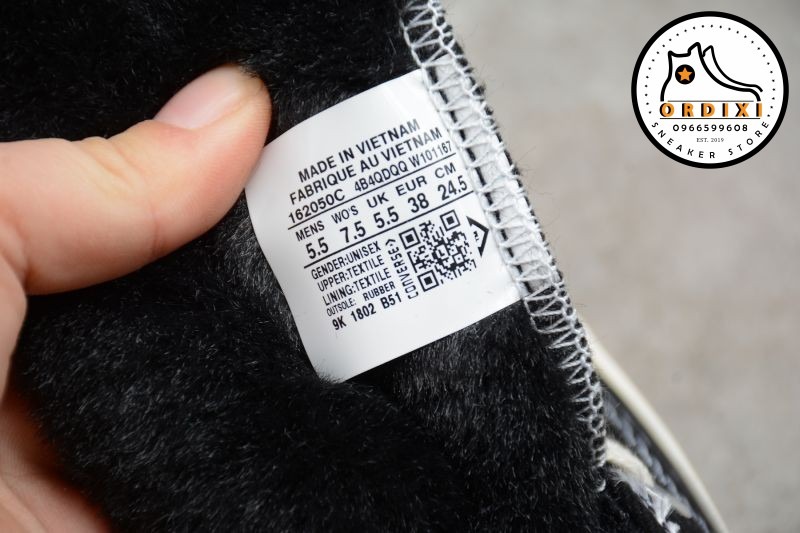 MADE IN VIETNAM
FABRIQUE AU VIETNAM
162050C 4B4QDQQ W101167
MENS WO'S UK EUR CM
5.5 7.5 5.5 38 24.5
GENDER:UNISEX
UPPER:TEXTILE
LINING:TEXTILE
OUTSOLE: RUBBER
9K 1802 B51
CONVERSE
ORDIXI
0966599608
EST. 2019
SNEAKER STORE